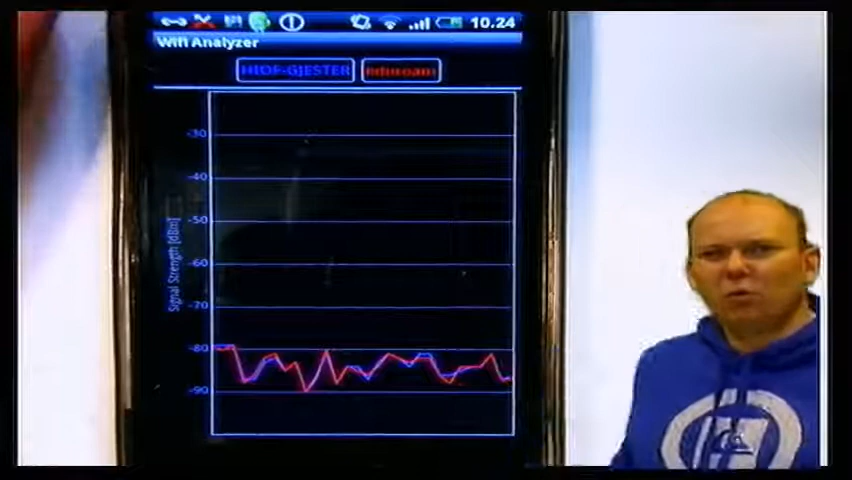 10.24
Wifi Analyzer
HIOF-GJESTER eduroam
-30
-40
-50
-60
-70
-80
-90
Signal Strength [dBm]